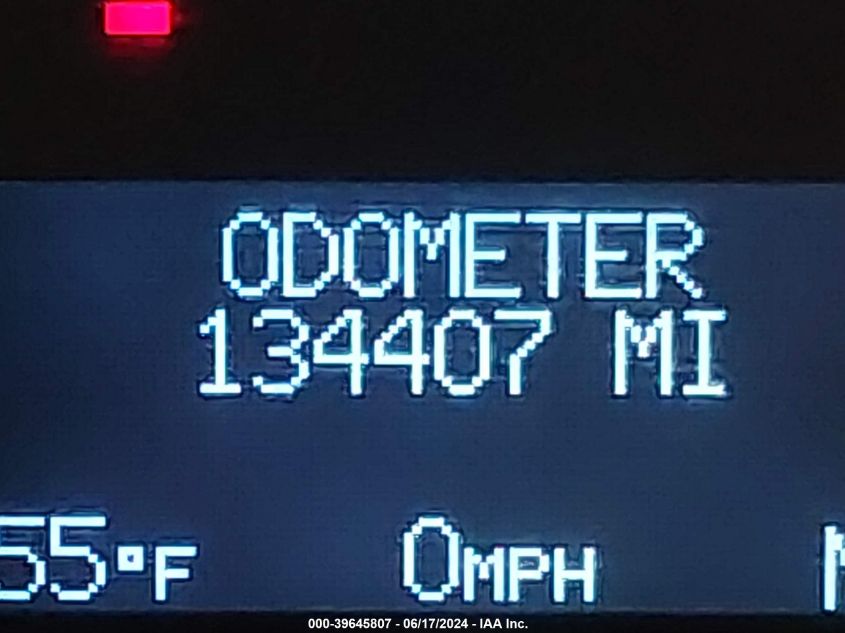 ODOMETER
134407 MI
55°F 0MPH
000-39645807 - 06/17/2024 - IAA Inc.